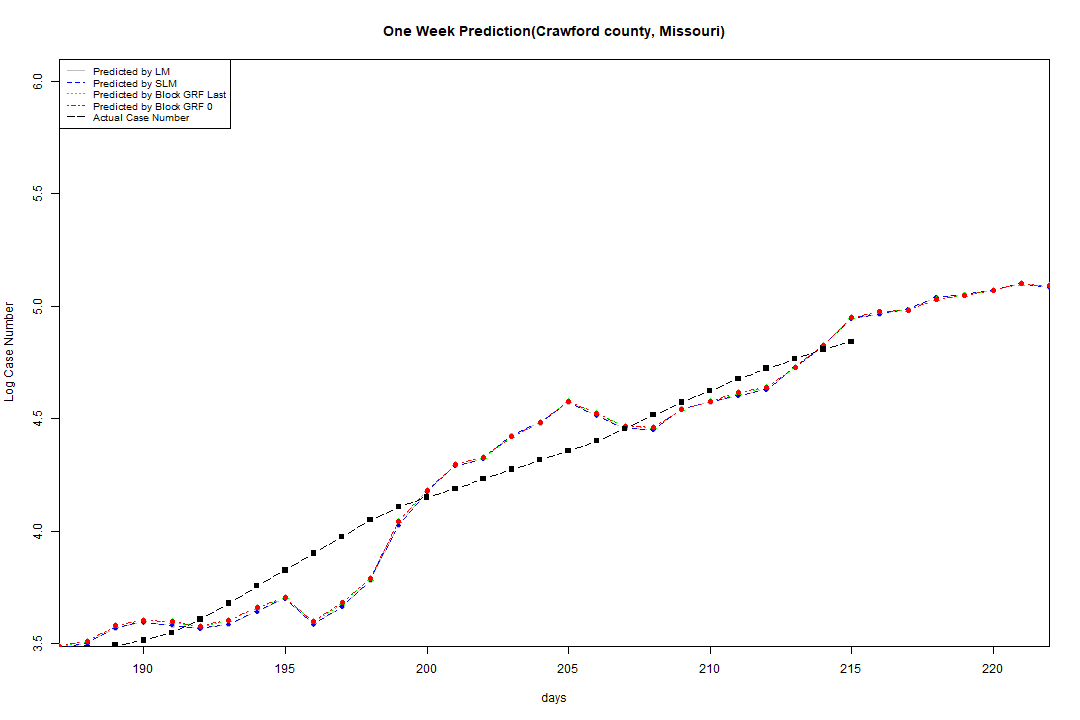 One Week Prediction(Crawford county, Missouri)
Predicted by LM
Predicted by SLM
Predicted by Block GRF Last
Predicted by Block GRF 0
Actual Case Number
6.0
5.5
5.0
4.5
4.0
3.5
Log Case Number
190 195 200 205 210 215 220
days